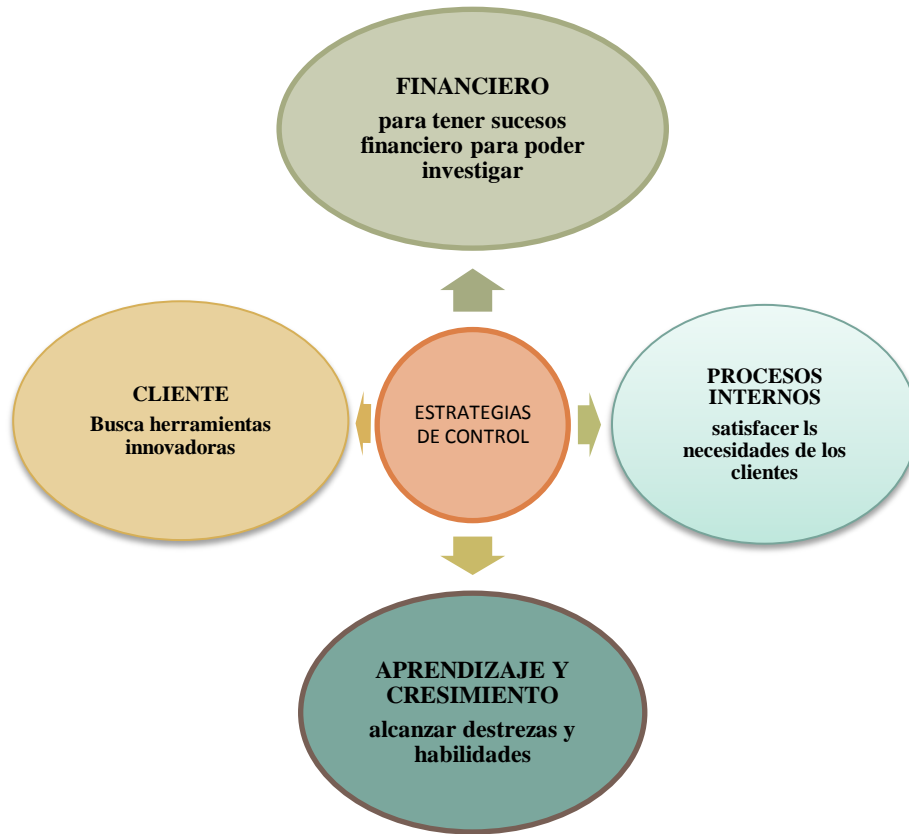 FINANCIERO
para tener sucesos
financiero para poder
investigar
CLIENTE
Busca herramientas
innovadoras
ESTRATEGIAS
DE CONTROL
PROCESOS
INTERNOS
satisfacer ls
necesidades de los
clientes
APRENDIZAJE Y
CRESIMIENTO
alcanzar destrezas y
habilidades